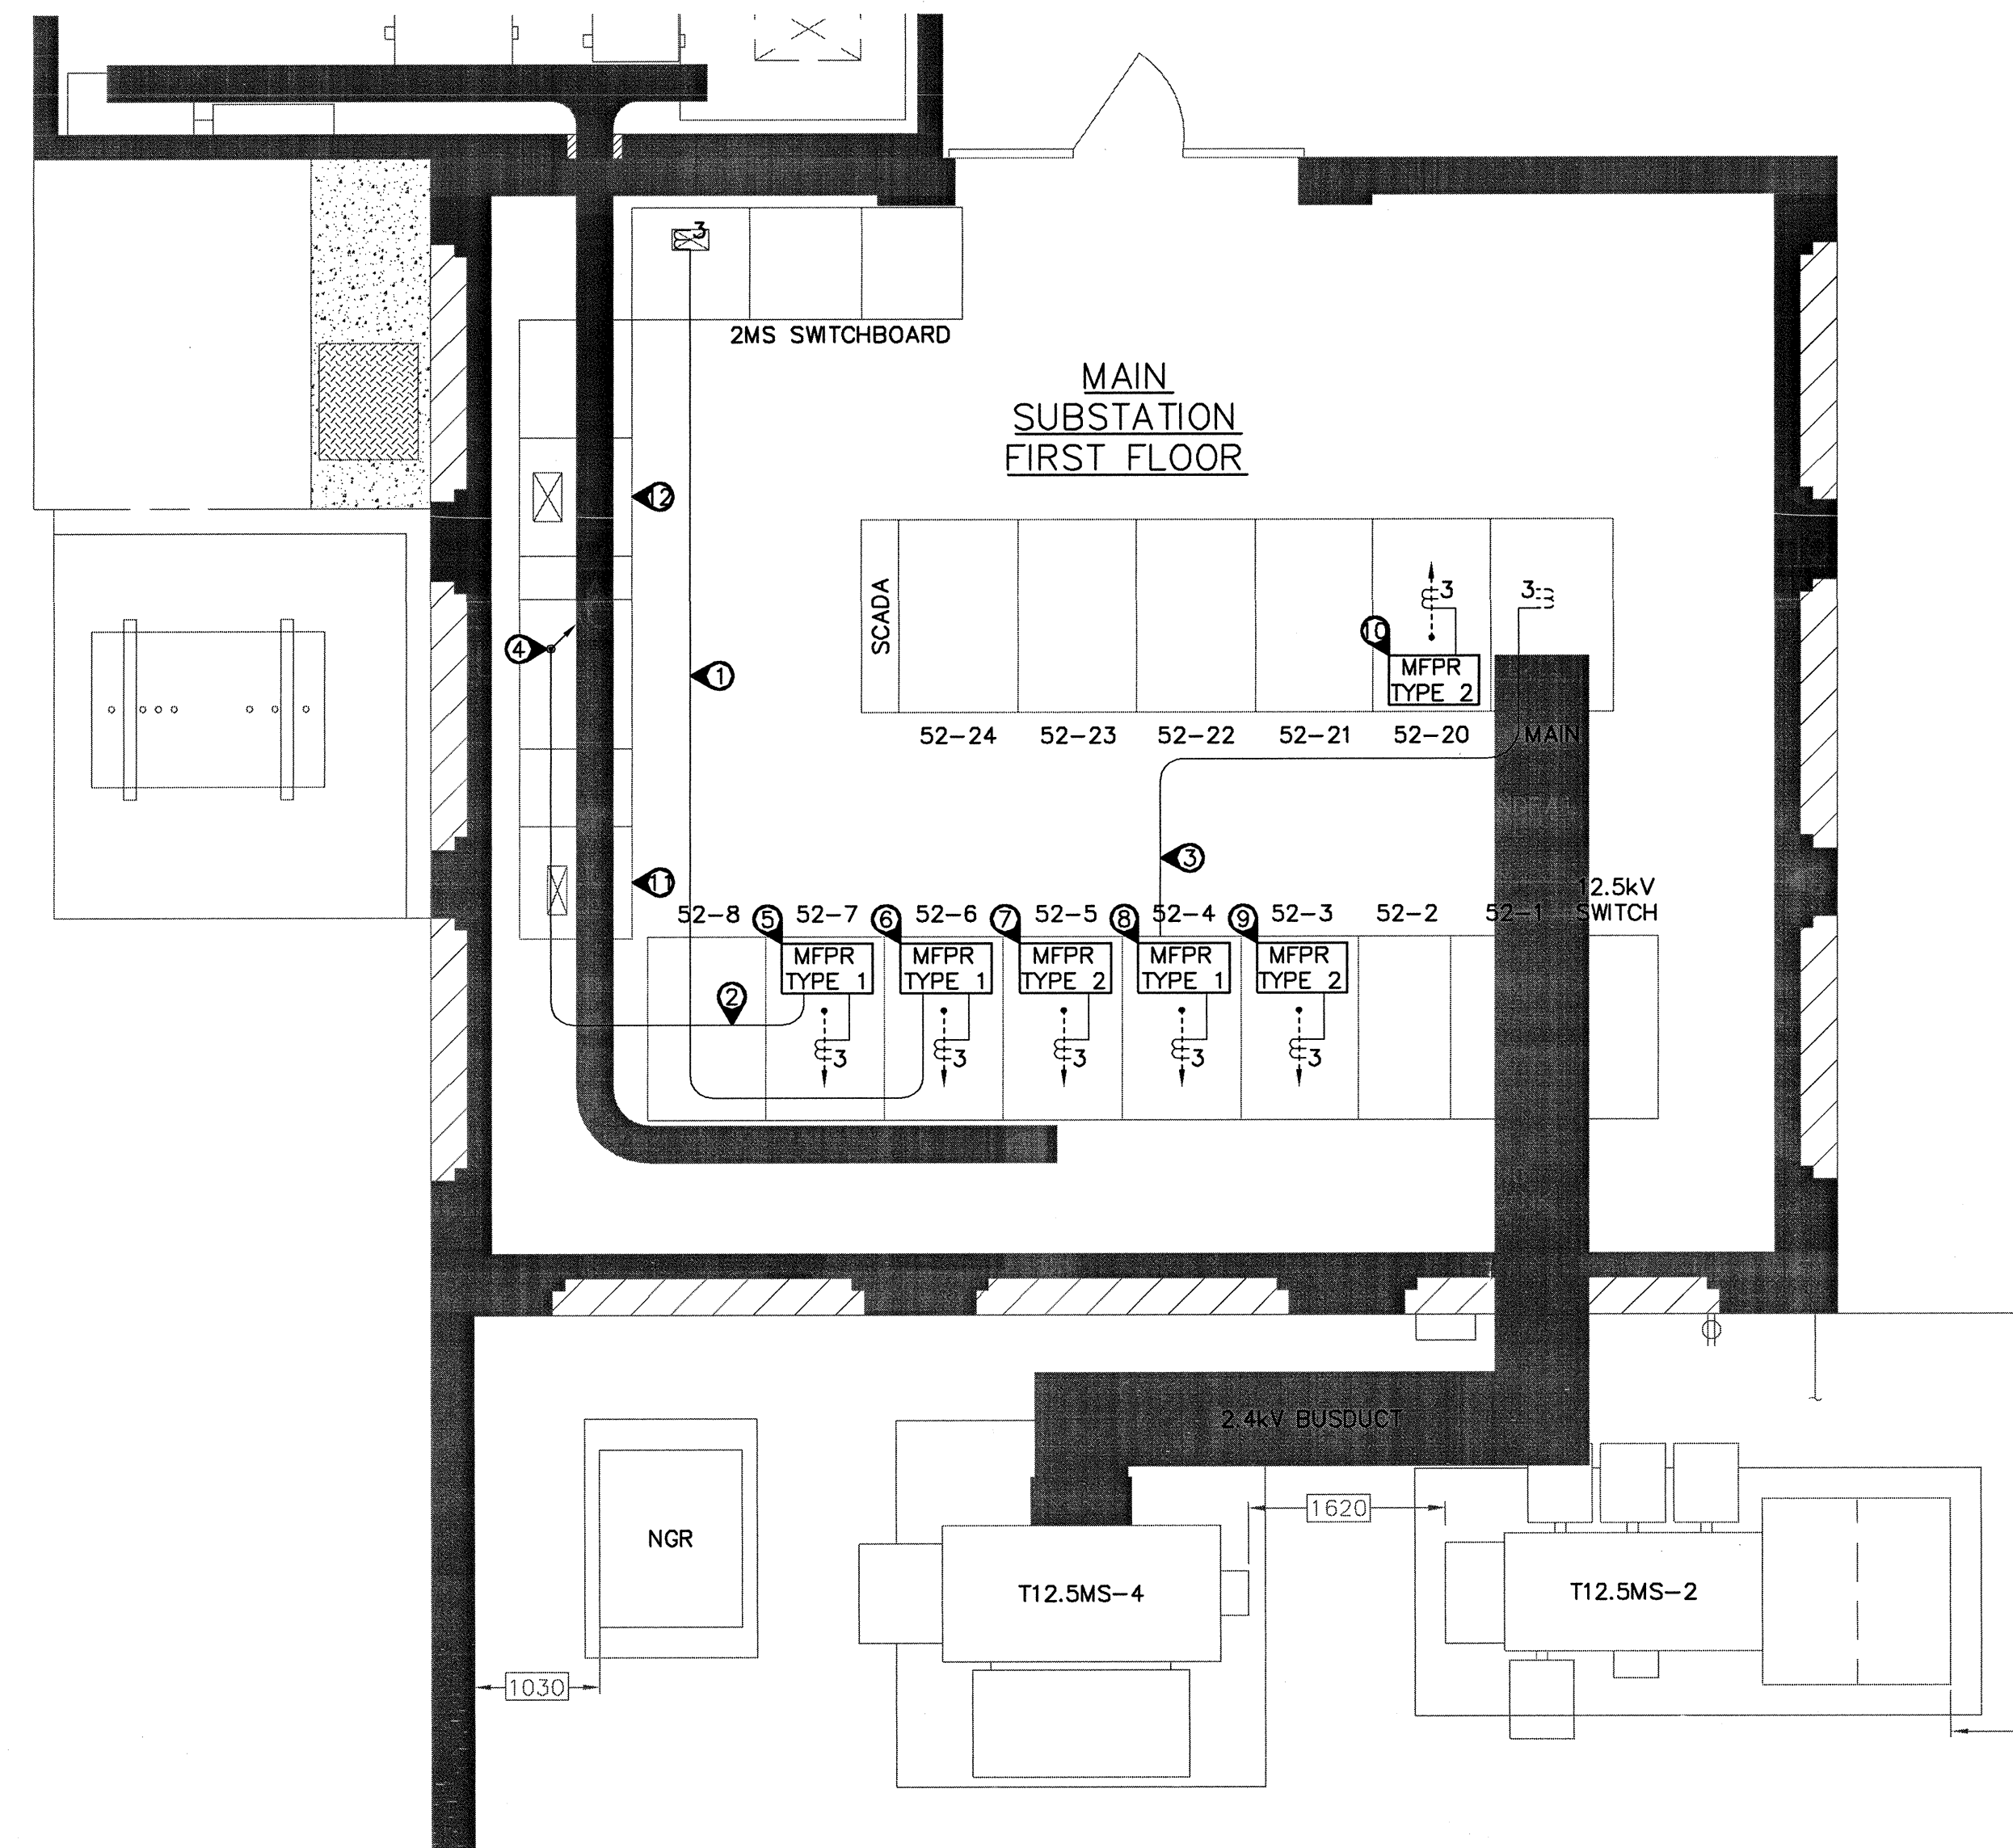 3
2MS SWITCHBOARD
MAIN
SUBSTATION
FIRST FLOOR
12
SCADA
3
3
10
MFPR
TYPE 2
4
1
52-24
52-23
52-22
52-21
52-20
MAIN
3
11
12.5kV
SWITCH
52-8
5
52-7
6
52-6
7
52-5
8
52-4
9
52-3
52-2
52-1
MFPR
TYPE 1
MFPR
TYPE 1
MFPR
TYPE 2
MFPR
TYPE 1
MFPR
TYPE 2
2
3
3
3
3
3
2.4kV BUSDUCT
1620
NGR
T12.5MS-4
T12.5MS-2
1030